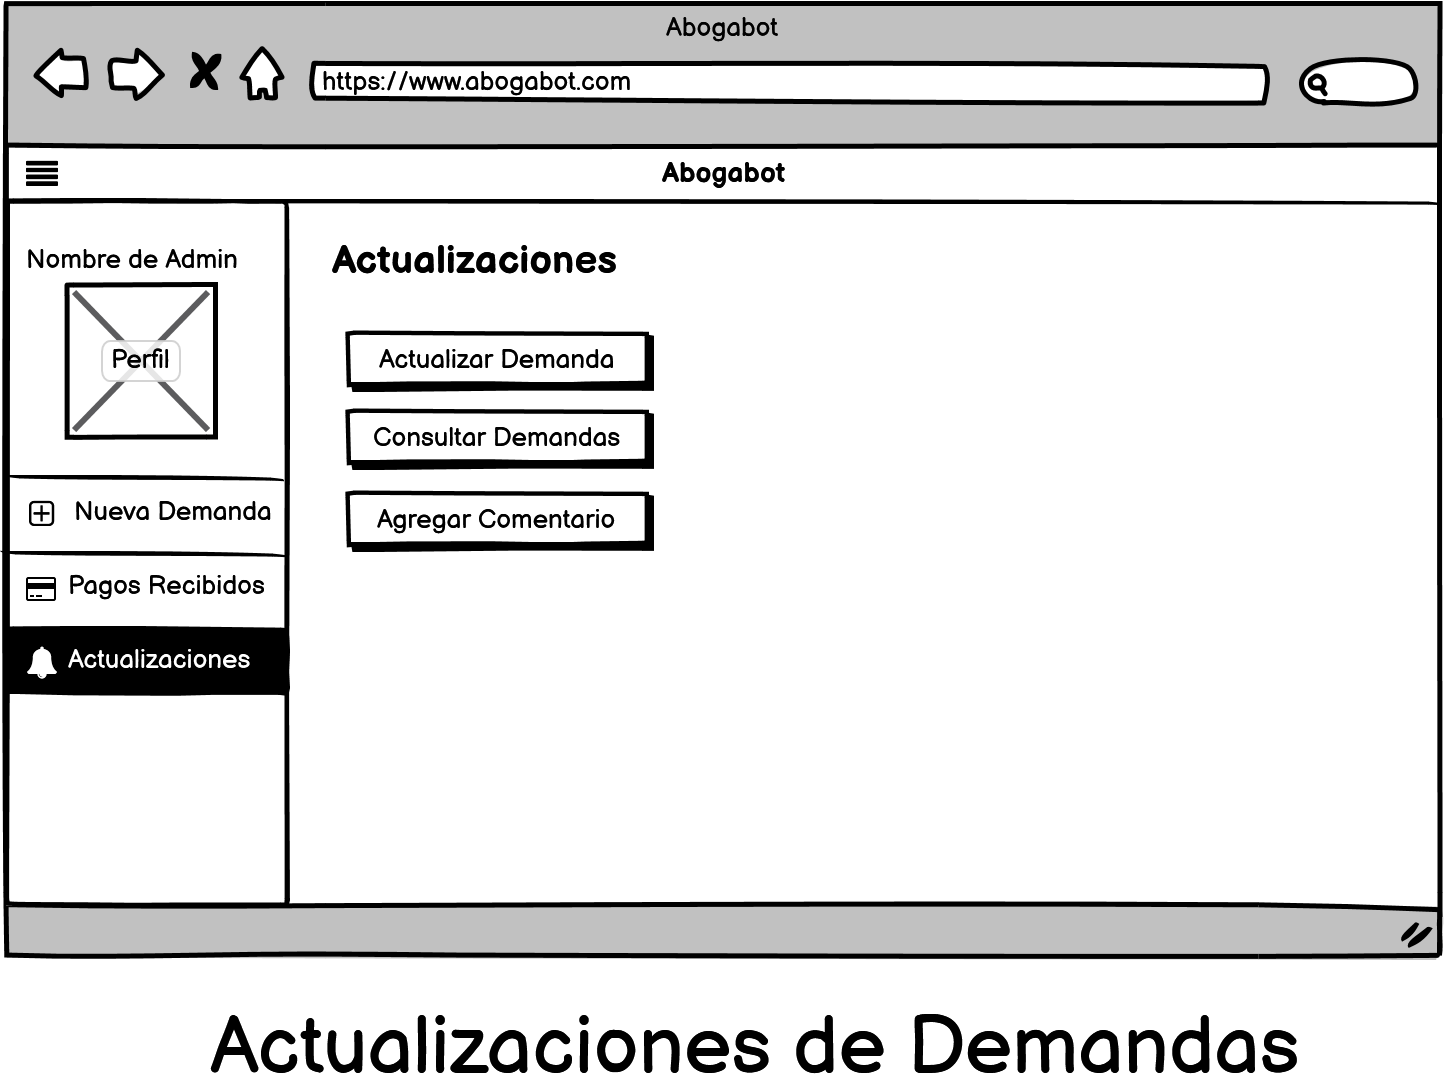 Abogabot
https://www.abogabot.com
Abogabot
Nombre de Admin
Perfil
Nueva Demanda
Pagos Recibidos
Actualizaciones
Actualizaciones
Actualizar Demanda
Consultar Demandas
Agregar Comentario
Actualizaciones de Demandas